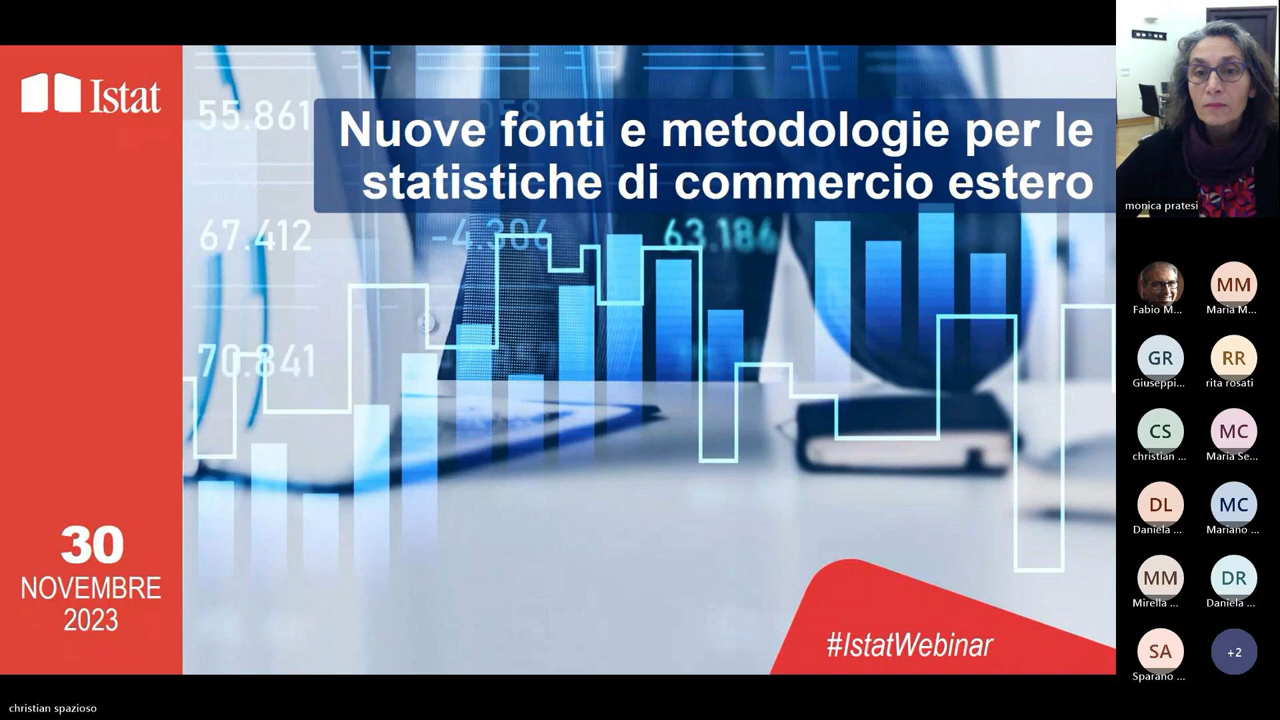 Istat
Nuove fonti e metodologie per le
statistiche di commercio estero
55.861
67.412
-4.306
63.186
70.841
30
NOVEMBRE
2023
#IstatWebinar
monica pratesi
Fabio M...
MM
Maria M...
GR
Giuseppi...
RR
rita rosati
CS
christian ...
MC
Maria Se...
DL
Daniela ...
MC
Mariano ...
MM
Mirella ...
DR
Daniela ...
SA
Sparano ...
+2
christian spazioso